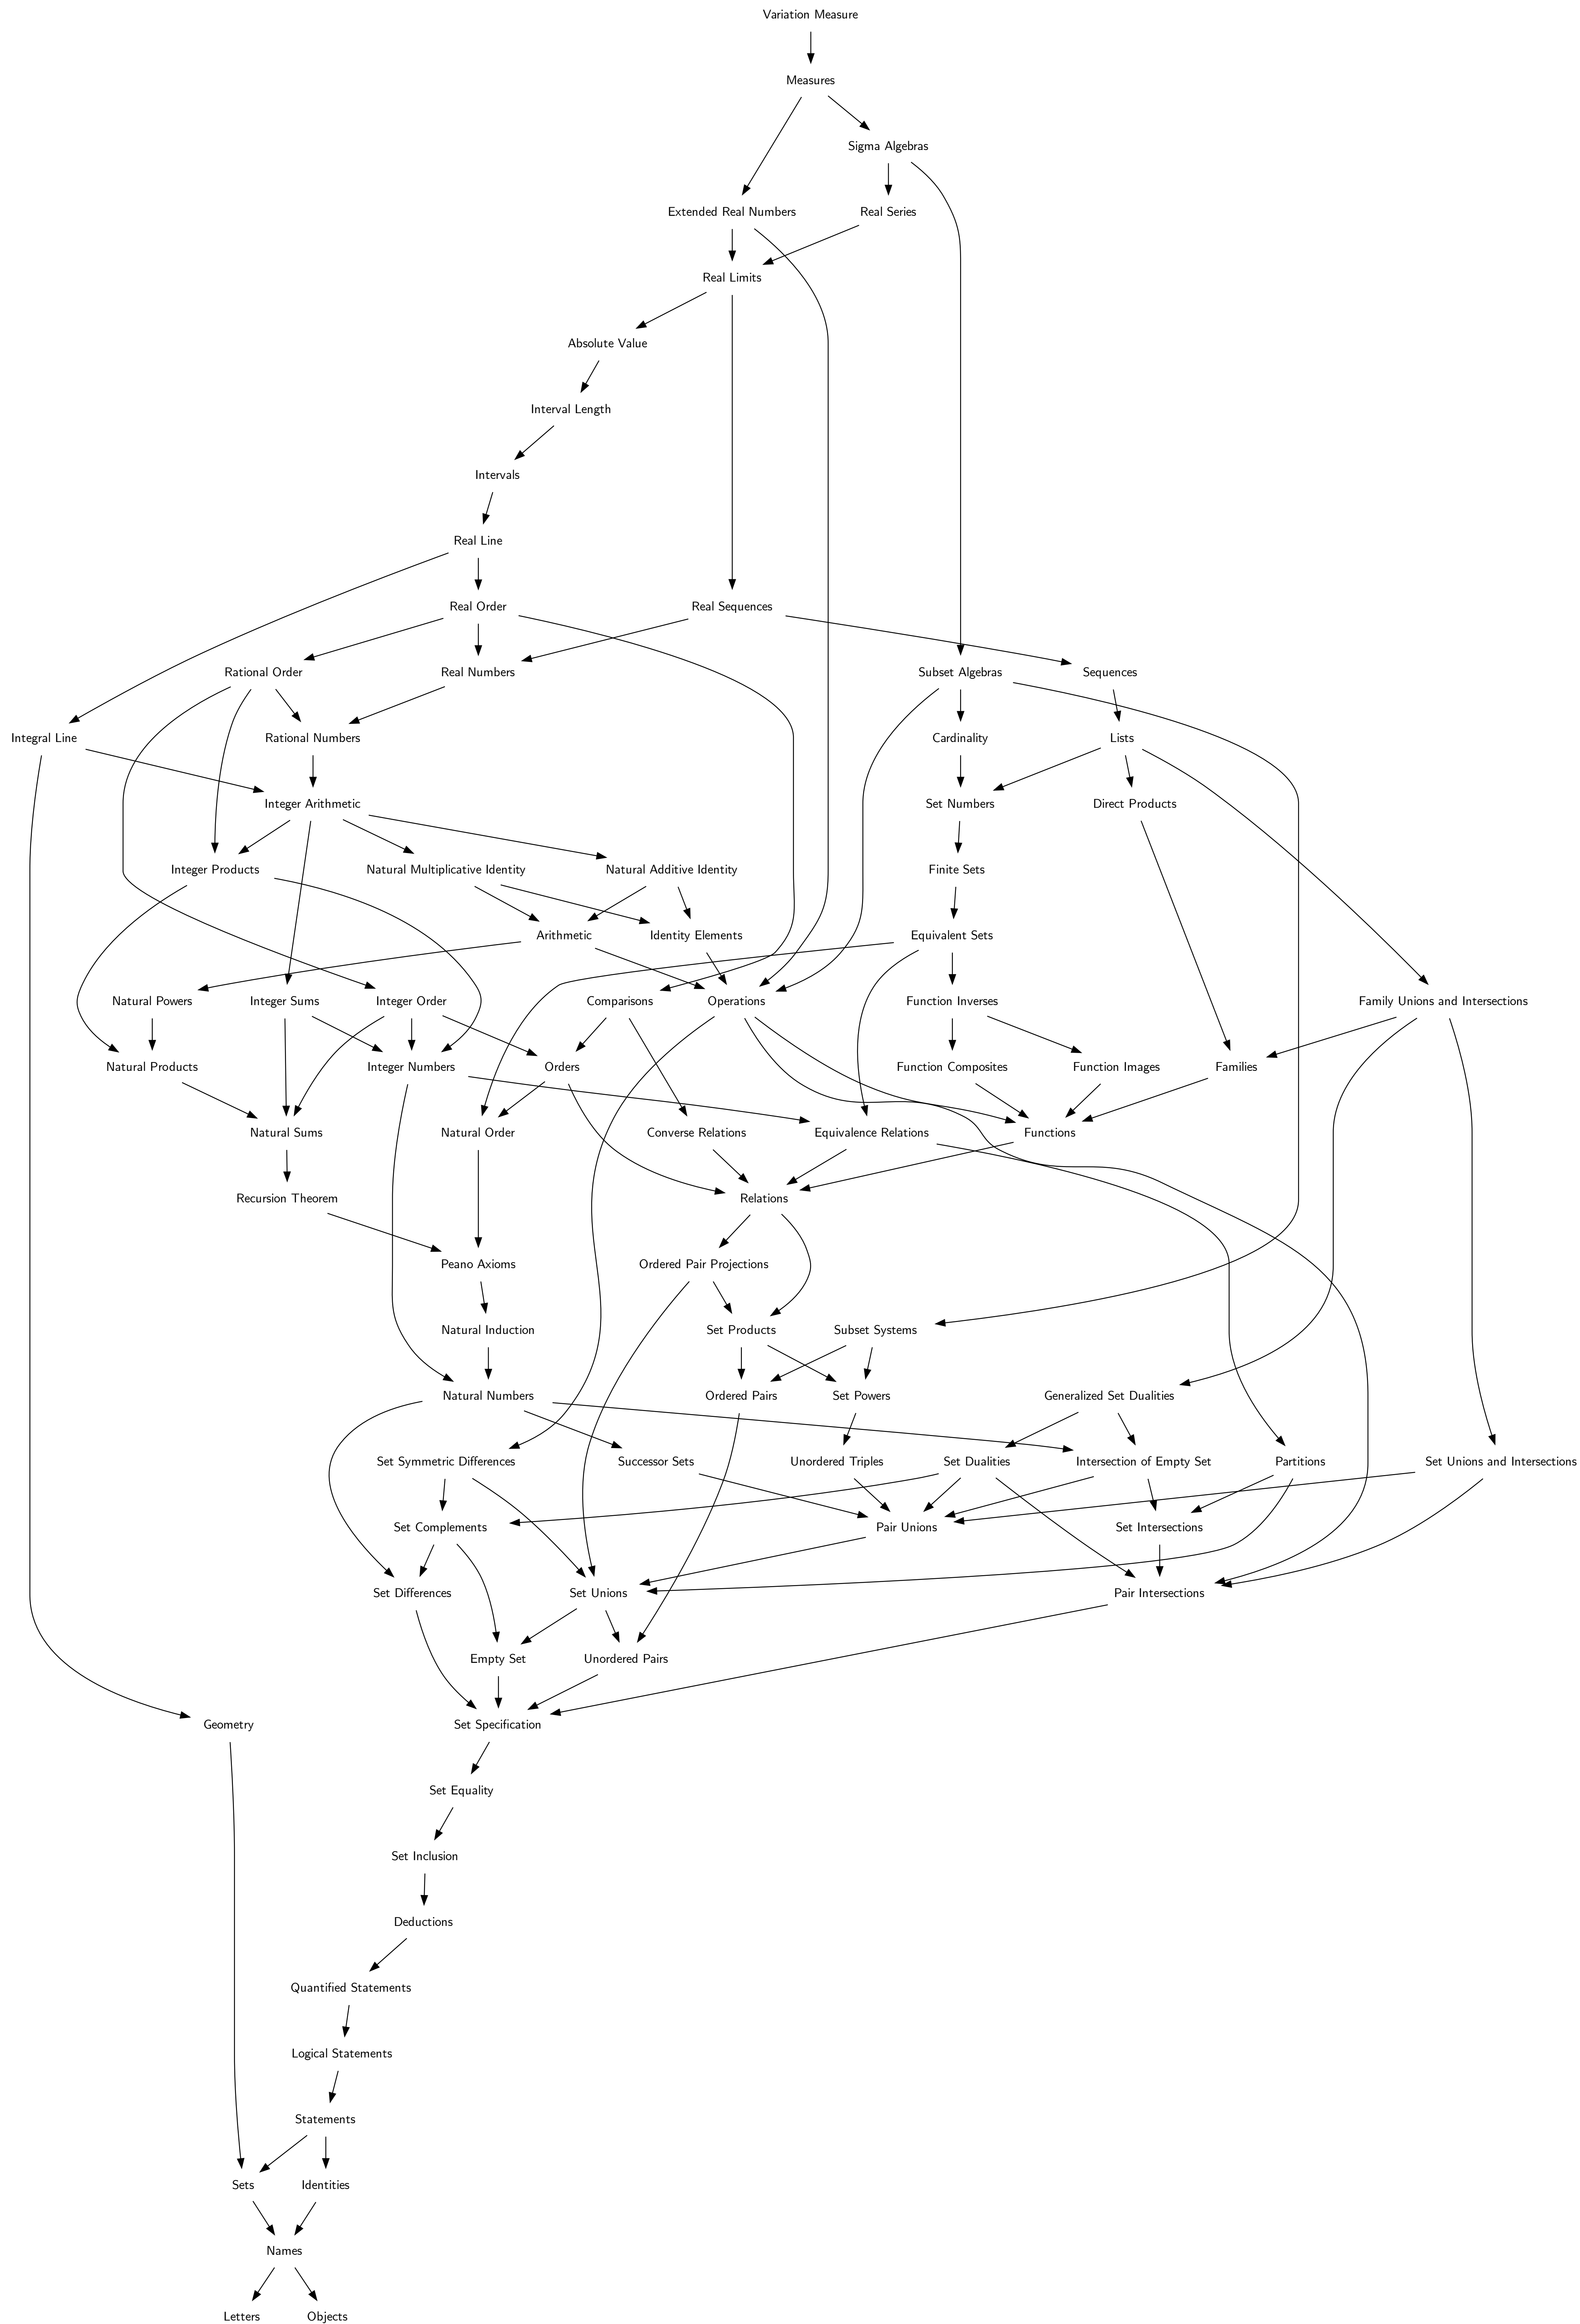 Variation Measure
Measures
Sigma Algebras
Extended Real Numbers
Real Series
Real Limits
Absolute Value
Interval Length
Intervals
Real Line
Real Order
Real Sequences
Rational Order
Real Numbers
Subset Algebras
Sequences
Integral Line
Rational Numbers
Cardinality
Lists
Integer Arithmetic
Set Numbers
Direct Products
Integer Products
Natural Multiplicative Identity
Natural Additive Identity
Finite Sets
Arithmetic
Identity Elements
Equivalent Sets
Natural Powers
Integer Sums
Integer Order
Comparisons
Operations
Function Inverses
Family Unions and Intersections
Natural Products
Integer Numbers
Orders
Function Composites
Function Images
Families
Natural Sums
Natural Order
Converse Relations
Equivalence Relations
Functions
Recursion Theorem
Relations
Peano Axioms
Ordered Pair Projections
Natural Induction
Set Products
Subset Systems
Natural Numbers
Ordered Pairs
Set Powers
Generalized Set Dualities
Set Symmetric Differences
Successor Sets
Unordered Triples
Set Dualities
Intersection of Empty Set
Partitions
Set Unions and Intersections
Set Complements
Pair Unions
Set Intersections
Set Differences
Set Unions
Pair Intersections
Empty Set
Unordered Pairs
Geometry
Set Specification
Set Equality
Set Inclusion
Deductions
Quantified Statements
Logical Statements
Statements
Sets
Identities
Names
Letters
Objects